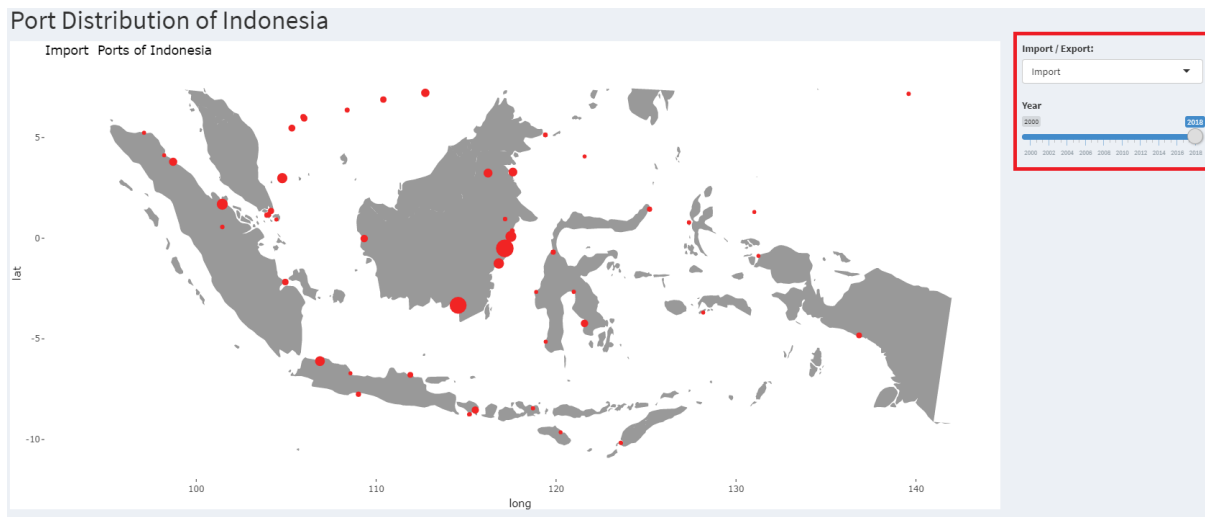 Port Distribution of Indonesia
Import Ports of Indonesia
Import / Export:
Import
Year
2000 2018
2000 2002 2004 2006 2008 2010 2012 2014 2016 2018
5-
0-
-5-
-10-
lat
100 110 120 130 140
long